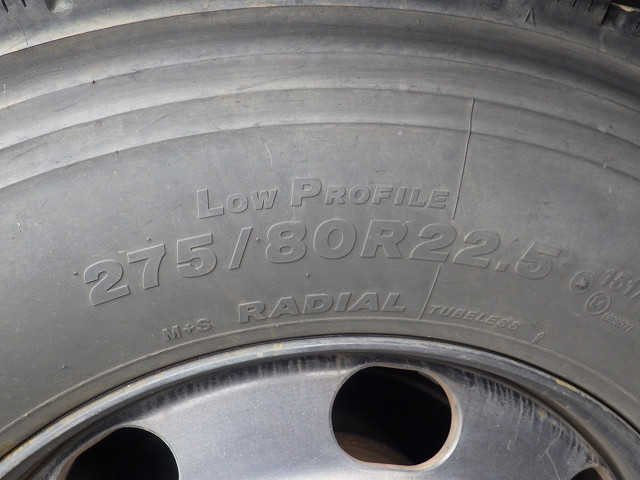 Low Profile
275/80R22.5
M+S RADIAL TUBELESS